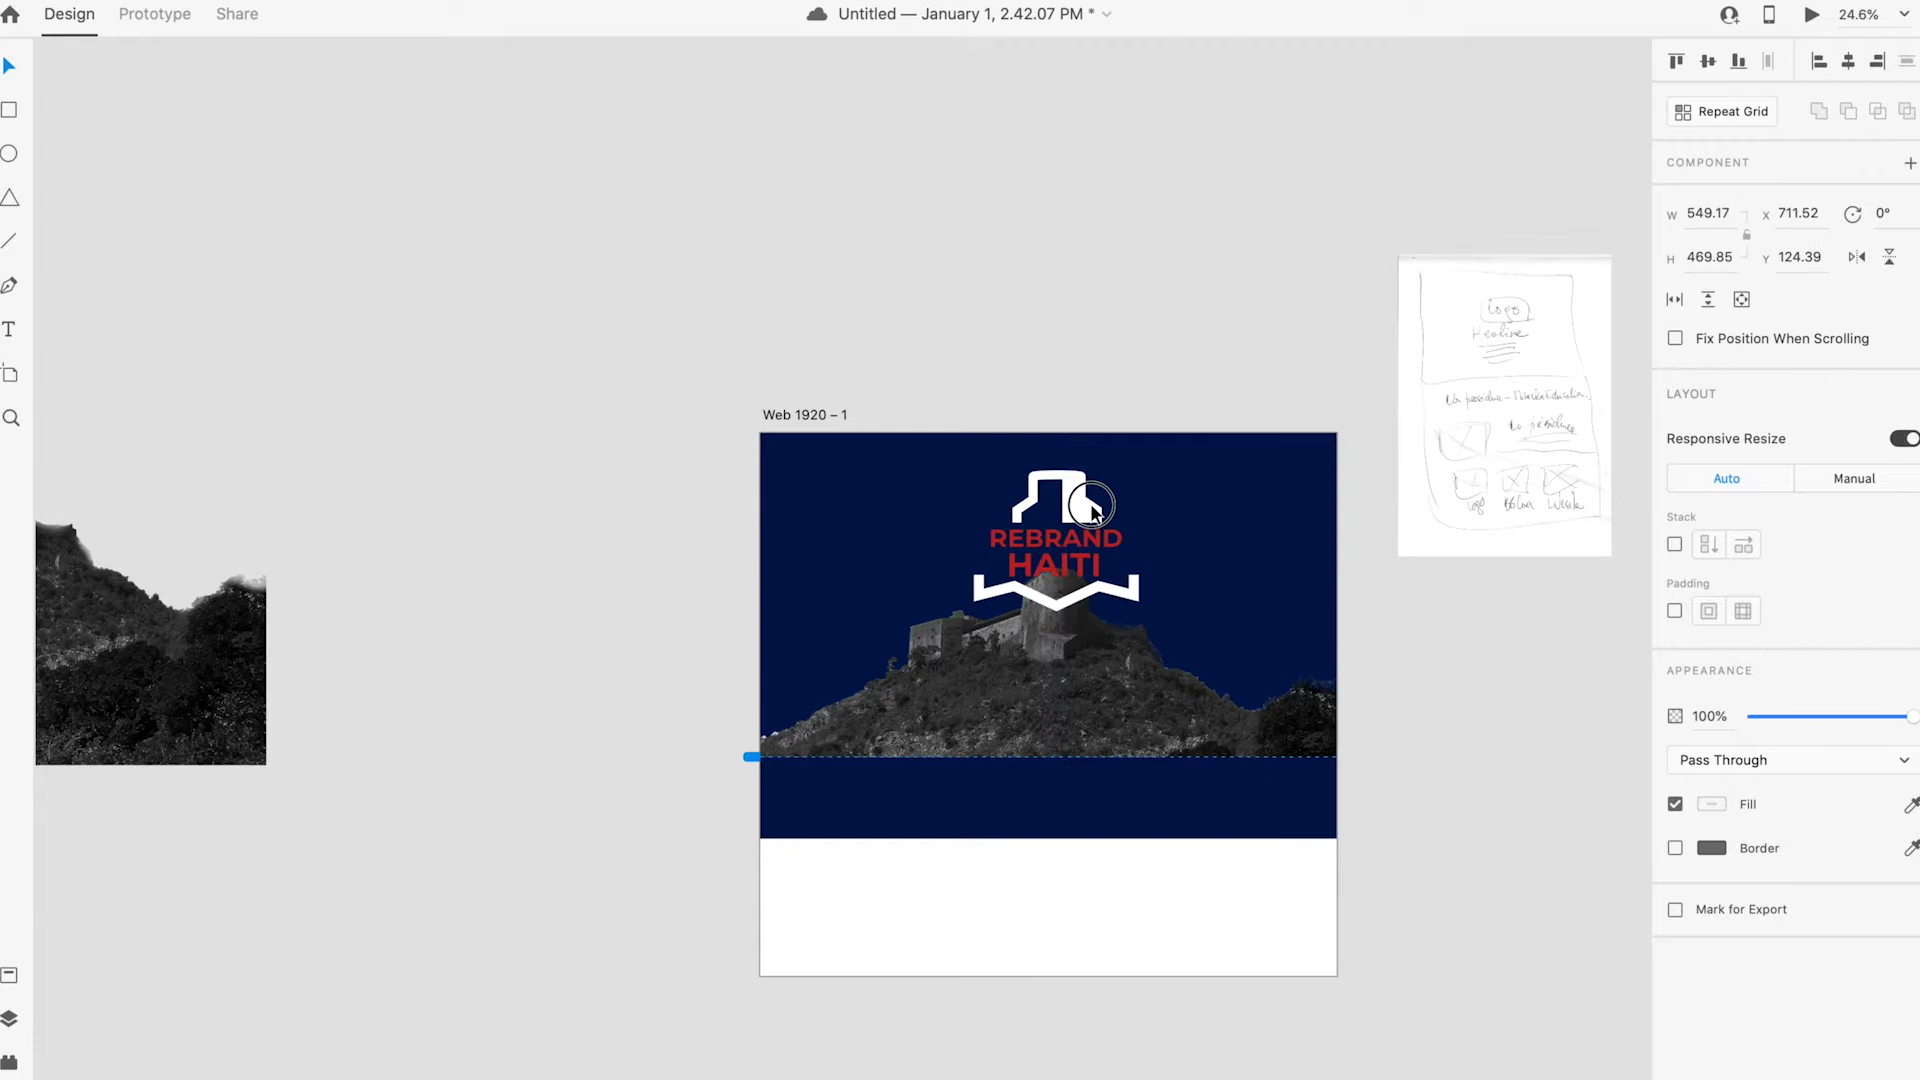 Design Prototype Share
Untitled — January 1, 2.42.07 PM *
24.6%
Repeat Grid
COMPONENT
W 549.17 X 711.52 0°
H 469.85 Y 124.39
Fix Position When Scrolling
LAYOUT
Responsive Resize
Auto Manual
Stack
Padding
APPEARANCE
100%
Pass Through
Fill
Border
Mark for Export
T
Web 1920 – 1
REBRAND
HAITI
Logo